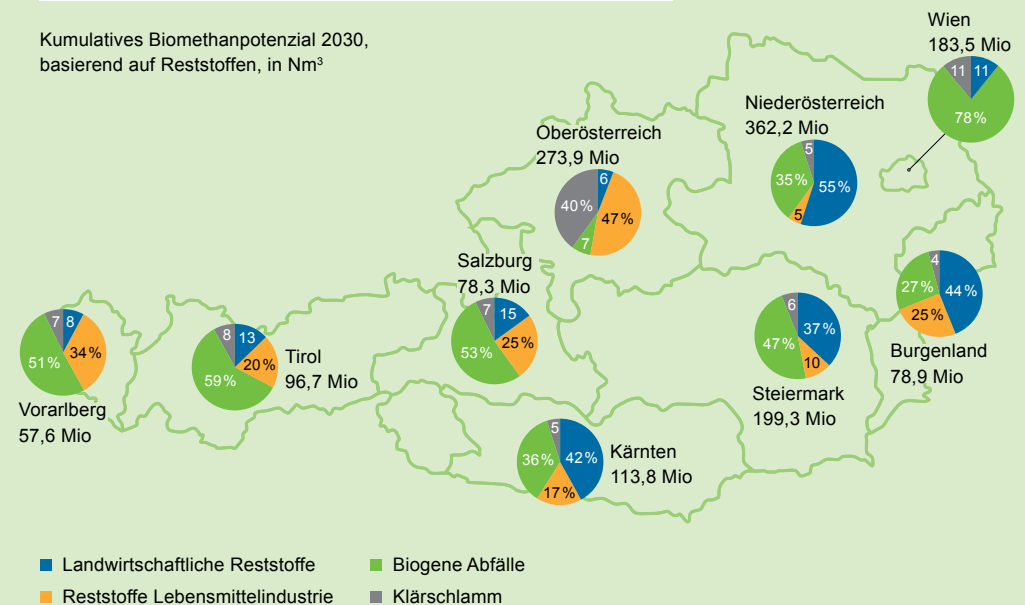 Kumulatives Biomethanpotenzial 2030,
basierend auf Reststoffen, in Nm³
Wien
183,5 Mio
11
11
78 %
Niederösterreich
362,2 Mio
5
35 %
55 %
5
Oberösterreich
273,9 Mio
6
40 %
47 %
7
Salzburg
78,3 Mio
7
15
25 %
53 %
4
27 %
44 %
25 %
Burgenland
78,9 Mio
6
37 %
47 %
10
Steiermark
199,3 Mio
7
8
34 %
51 %
Vorarlberg
57,6 Mio
8
13
20 %
59 %
Tirol
96,7 Mio
5
36 %
42 %
17 %
Kärnten
113,8 Mio
Landwirtschaftliche Reststoffe
Biogene Abfälle
Reststoffe Lebensmittelindustrie
Klärschlamm